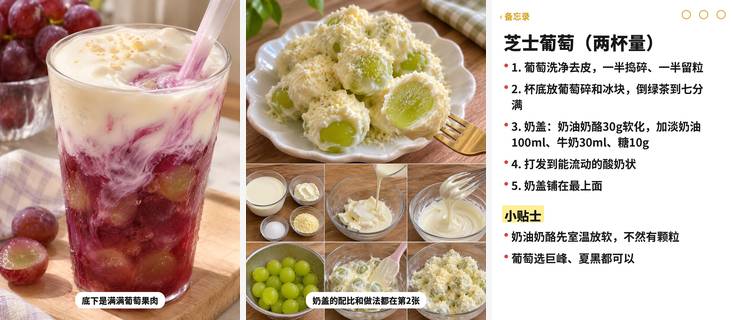 底下是满满葡萄果肉
奶盖的配比和做法都在第2张
‹ 备忘录
芝士葡萄（两杯量）
• 1. 葡萄洗净去皮，一半捣碎、一半留粒
• 2. 杯底放葡萄碎和冰块，倒绿茶到七分
满
• 3. 奶盖：奶油奶酪30g软化，加淡奶油
100ml、牛奶30ml、糖10g
• 4. 打发到能流动的酸奶状
• 5. 奶盖铺在最上面
小贴士
• 奶油奶酪先室温放软，不然有颗粒
• 葡萄选巨峰、夏黑都可以